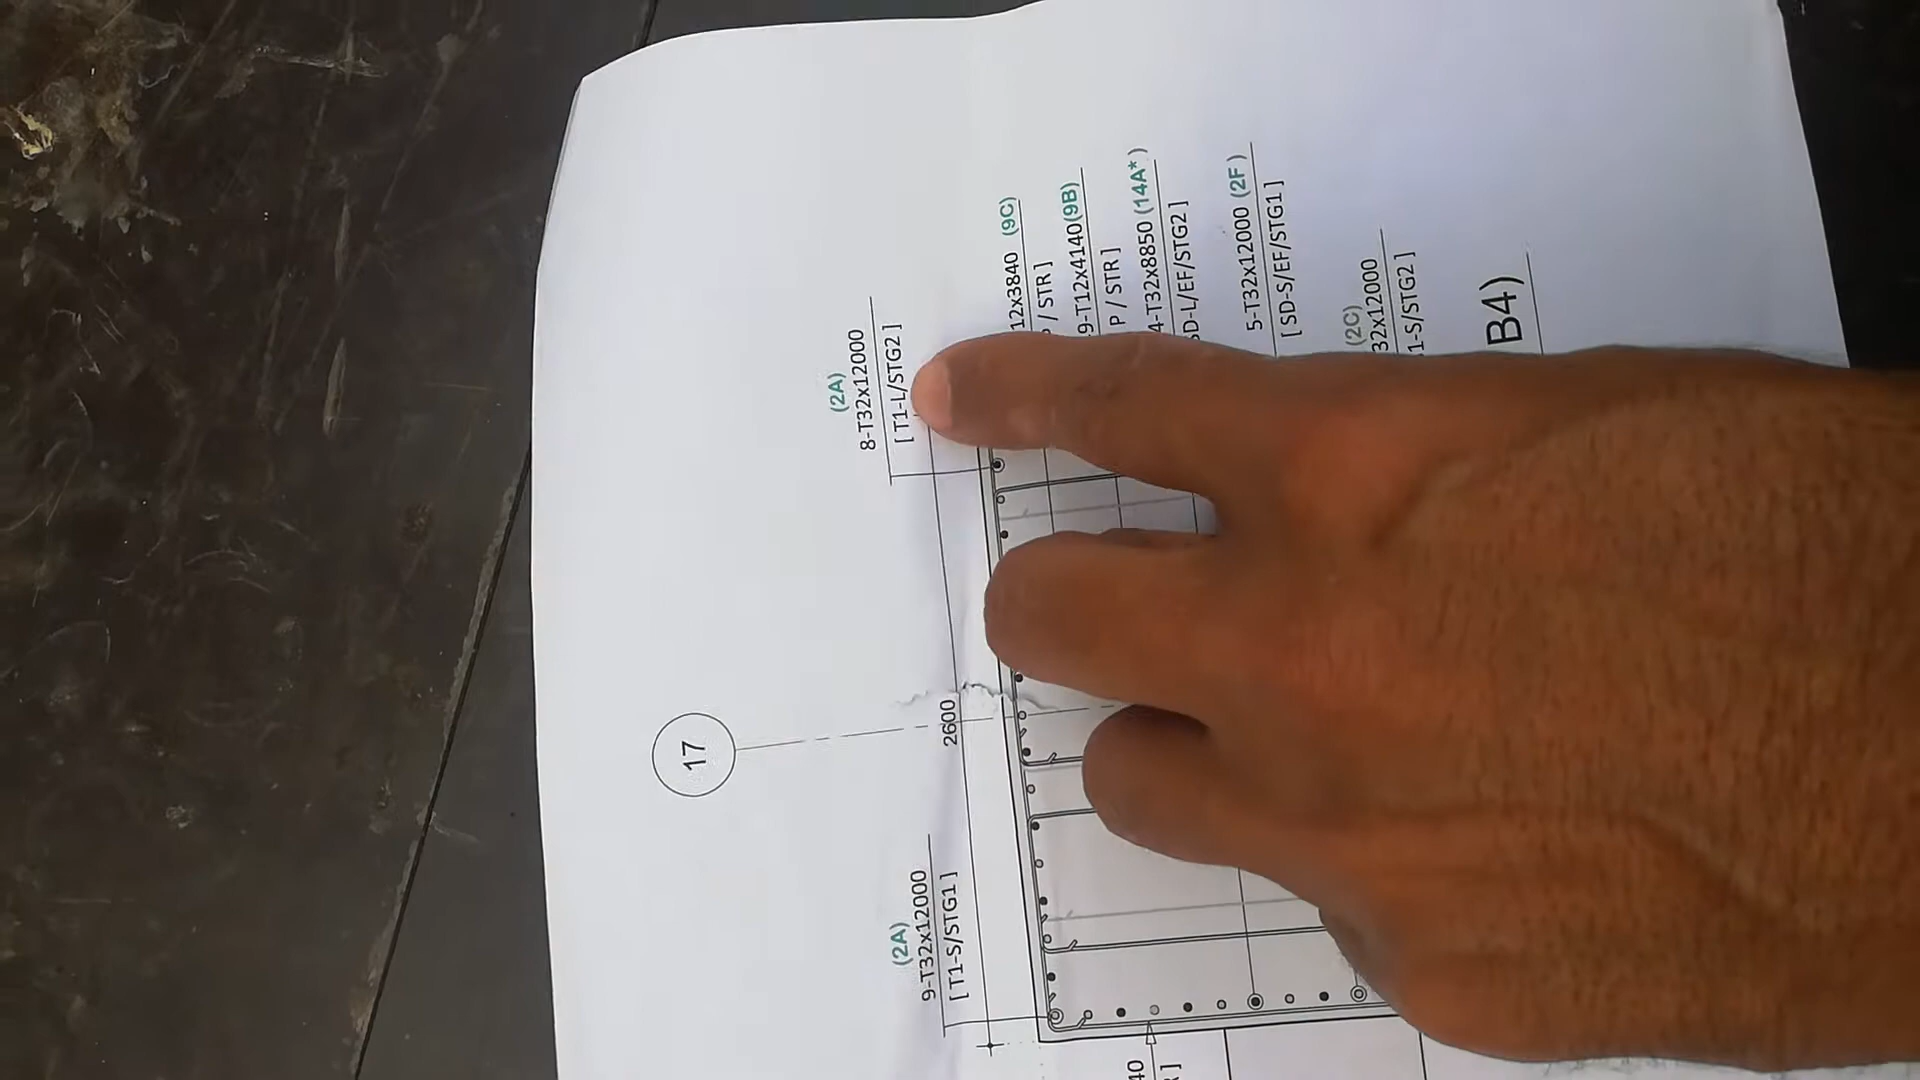 17
(2A)
9-T32x12000
[ T1-S/STG1 ]
2600
(2A)
8-T32x12000
[ T1-L/STG2 ]
12x3840 (9C)
/ STR ]
9-T12x4140(9B)
P / STR ]
4-T32x8850 (14A*)
SD-L/EF/STG2 ]
5-T32x12000 (2F)
[ SD-S/EF/STG1 ]
(2C)
32x12000
1-S/STG2 ]
B4)
40
]